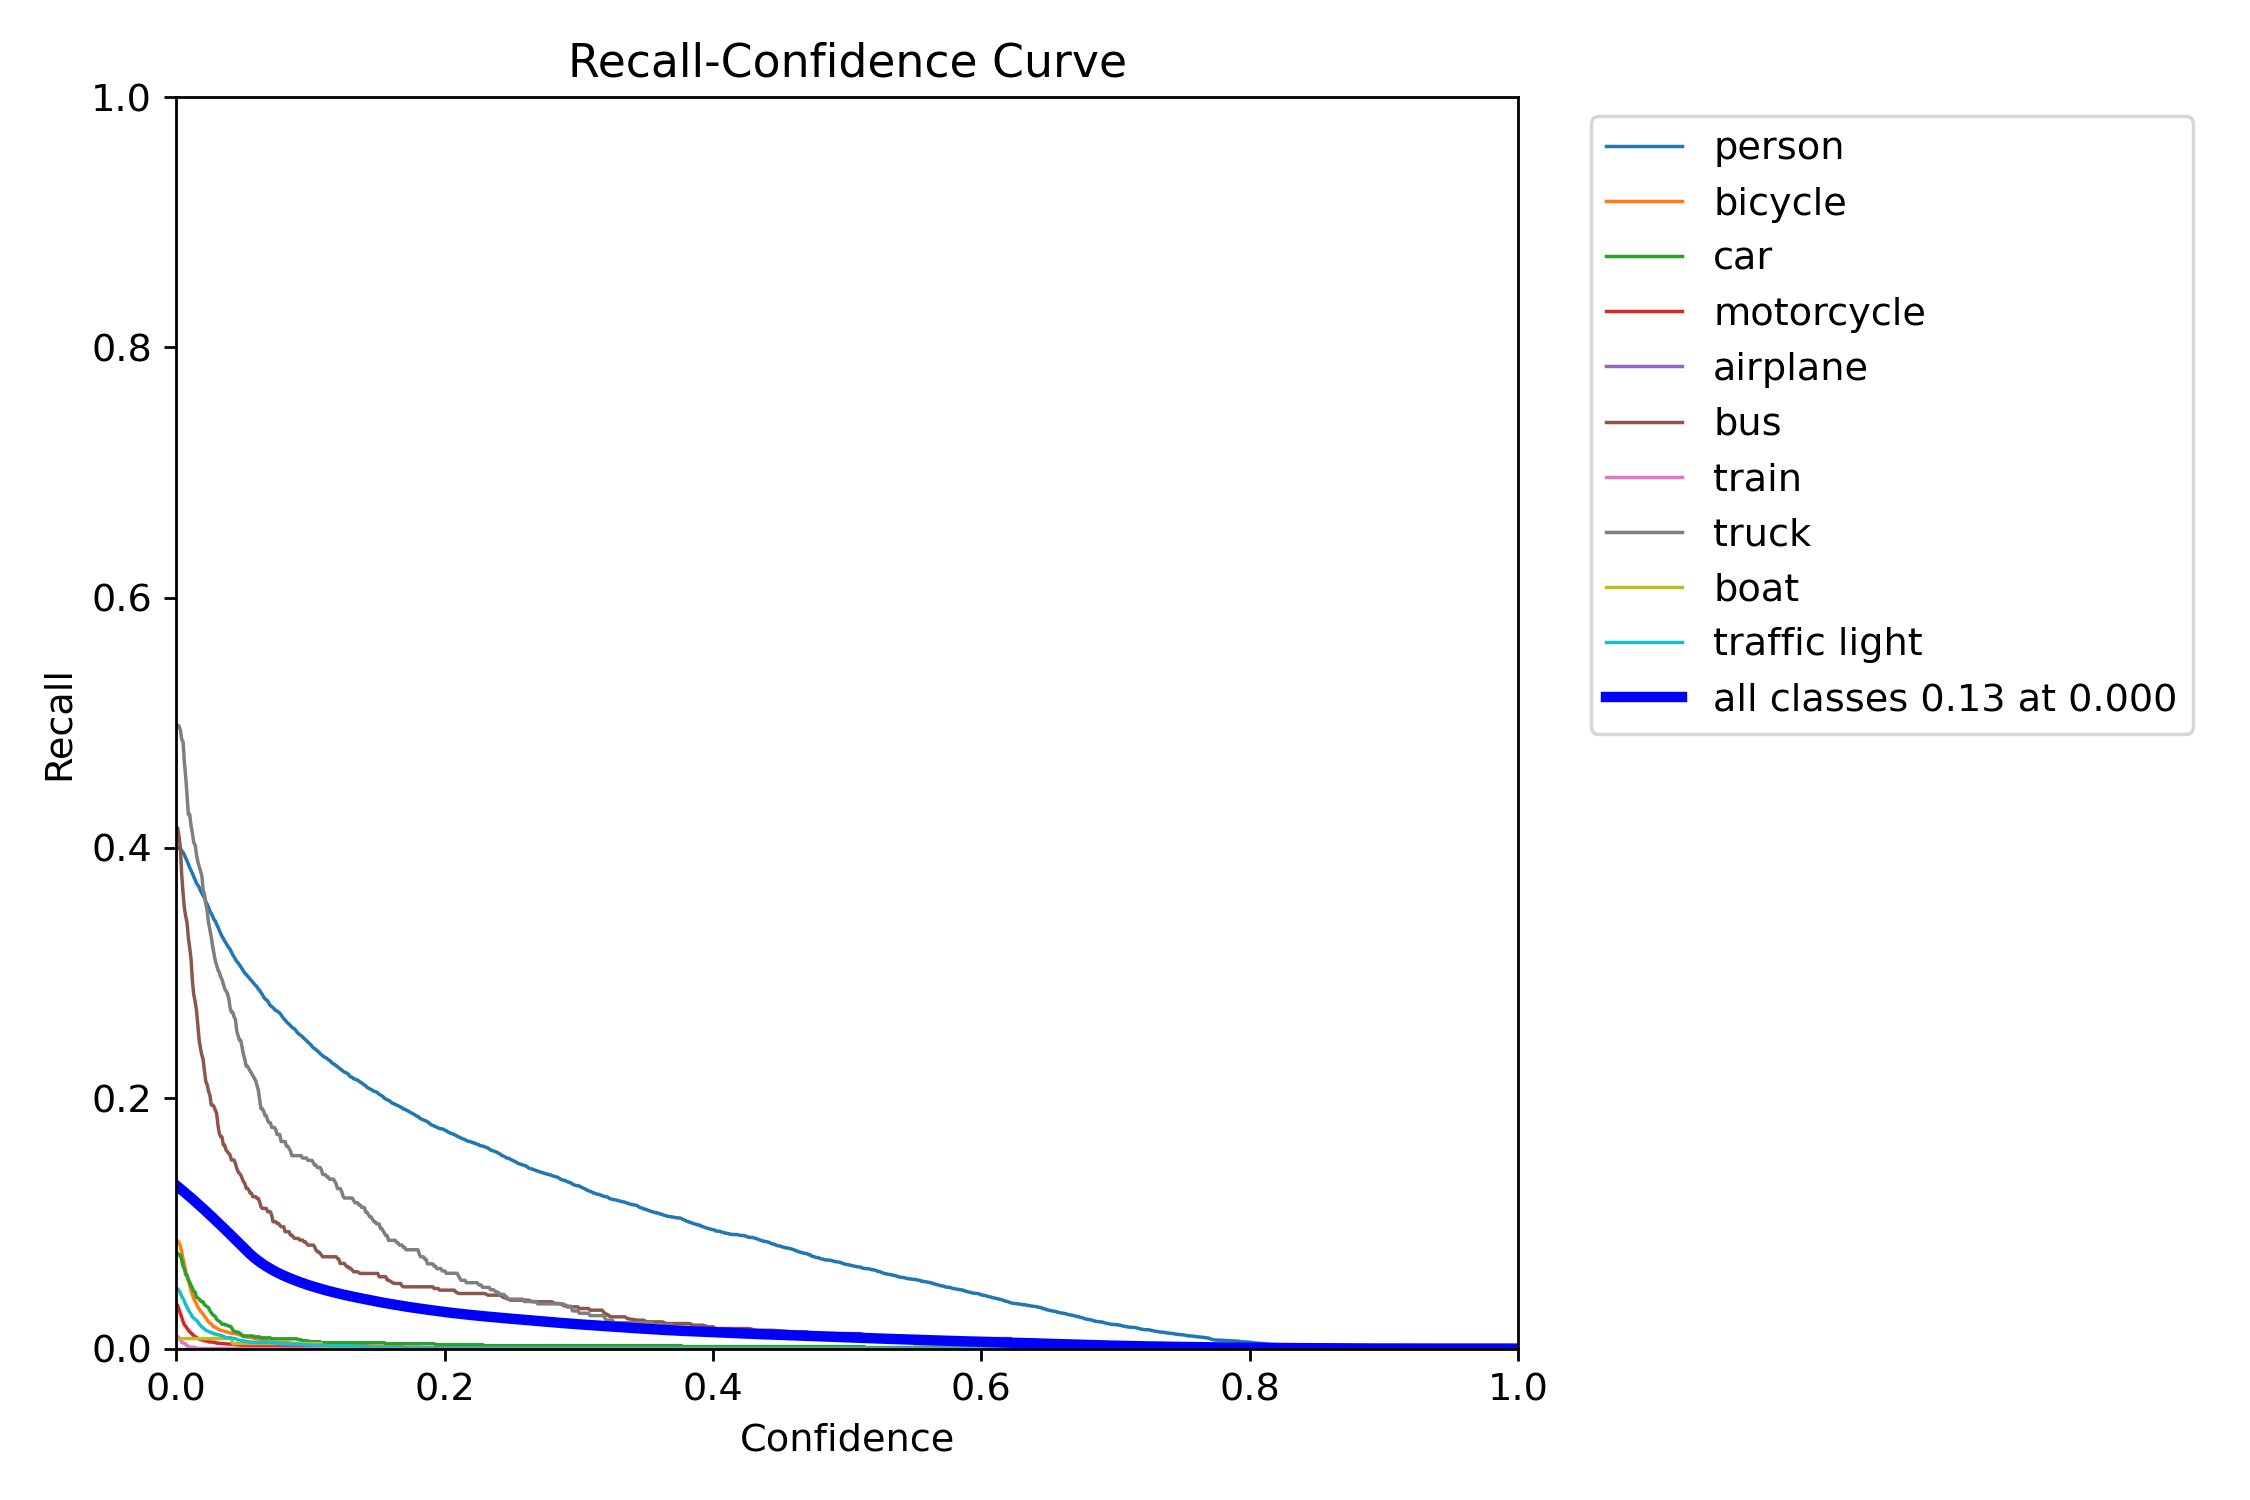 Recall-Confidence Curve
1.0
0.8
0.6
0.4
0.2
0.0
Recall
0.0 0.2 0.4 0.6 0.8 1.0
Confidence
person
bicycle
car
motorcycle
airplane
bus
train
truck
boat
traffic light
all classes 0.13 at 0.000